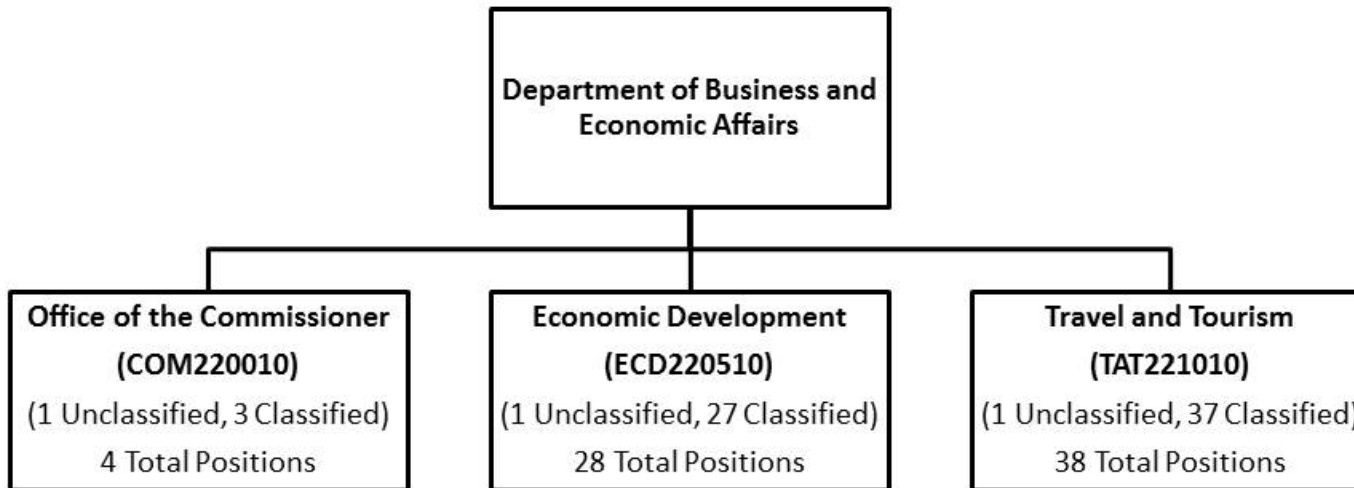 Department of Business and
Economic Affairs
Office of the Commissioner
(COM220010)
(1 Unclassified, 3 Classified)
4 Total Positions
Economic Development
(ECD220510)
(1 Unclassified, 27 Classified)
28 Total Positions
Travel and Tourism
(TAT221010)
(1 Unclassified, 37 Classified)
38 Total Positions